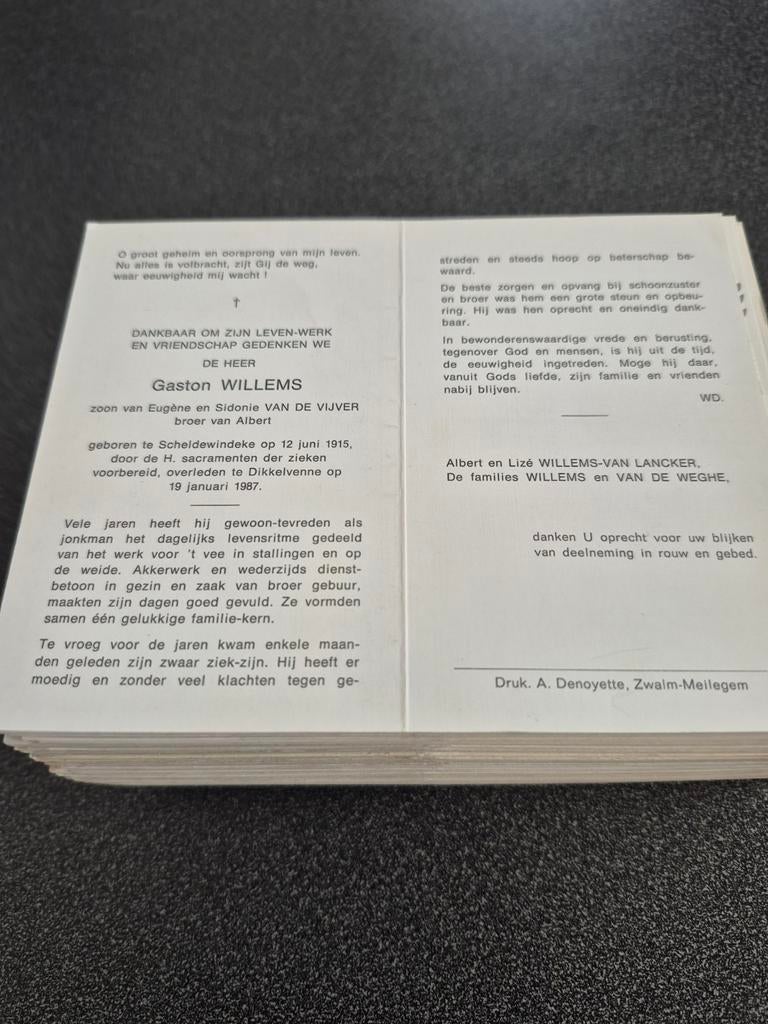 O groot geheim en oorsprong van mijn leven.
Nu alles is volbracht, zijt Gij de weg,
waar eeuwigheid mij wacht !
†
DANKBAAR OM ZIJN LEVEN-WERK
EN VRIENDSCHAP GEDENKEN WE
DE HEER
Gaston WILLEMS
zoon van Eugène en Sidonie VAN DE VIJVER
broer van Albert
geboren te Scheldewindeke op 12 juni 1915,
door de H. sacramenten der zieken
voorbereid, overleden te Dikkelvenne op
19 januari 1987.
Vele jaren heeft hij gewoon-tevreden als
jonkman het dagelijks levensritme gedeeld
van het werk voor 't vee in stallingen en op
de weide. Akkerwerk en wederzijds dienst-
betoon in gezin en zaak van broer gebuur,
maakten zijn dagen goed gevuld. Ze vormden
samen één gelukkige familie-kern.
Te vroeg voor de jaren kwam enkele maan-
den geleden zijn zwaar ziek-zijn. Hij heeft er
moedig en zonder veel klachten tegen ge-
streden en steeds hoop op beterschap be-
waard.
De beste zorgen en opvang bij schoonzuster
en broer was hem een grote steun en opbeu-
ring. Hij was hen oprecht en oneindig dank-
baar.
In bewonderenswaardige vrede en berusting,
tegenover God en mensen, is hij uit de tijd,
de eeuwigheid ingetreden. Moge hij daar,
vanuit Gods liefde, zijn familie en vrienden
nabij blijven.
WD.
Albert en Lizé WILLEMS-VAN LANCKER,
De families WILLEMS en VAN DE WEGHE,
danken U oprecht voor uw blijken
van deelneming in rouw en gebed.
Druk. A. Denoyette, Zwalm-Meilegem